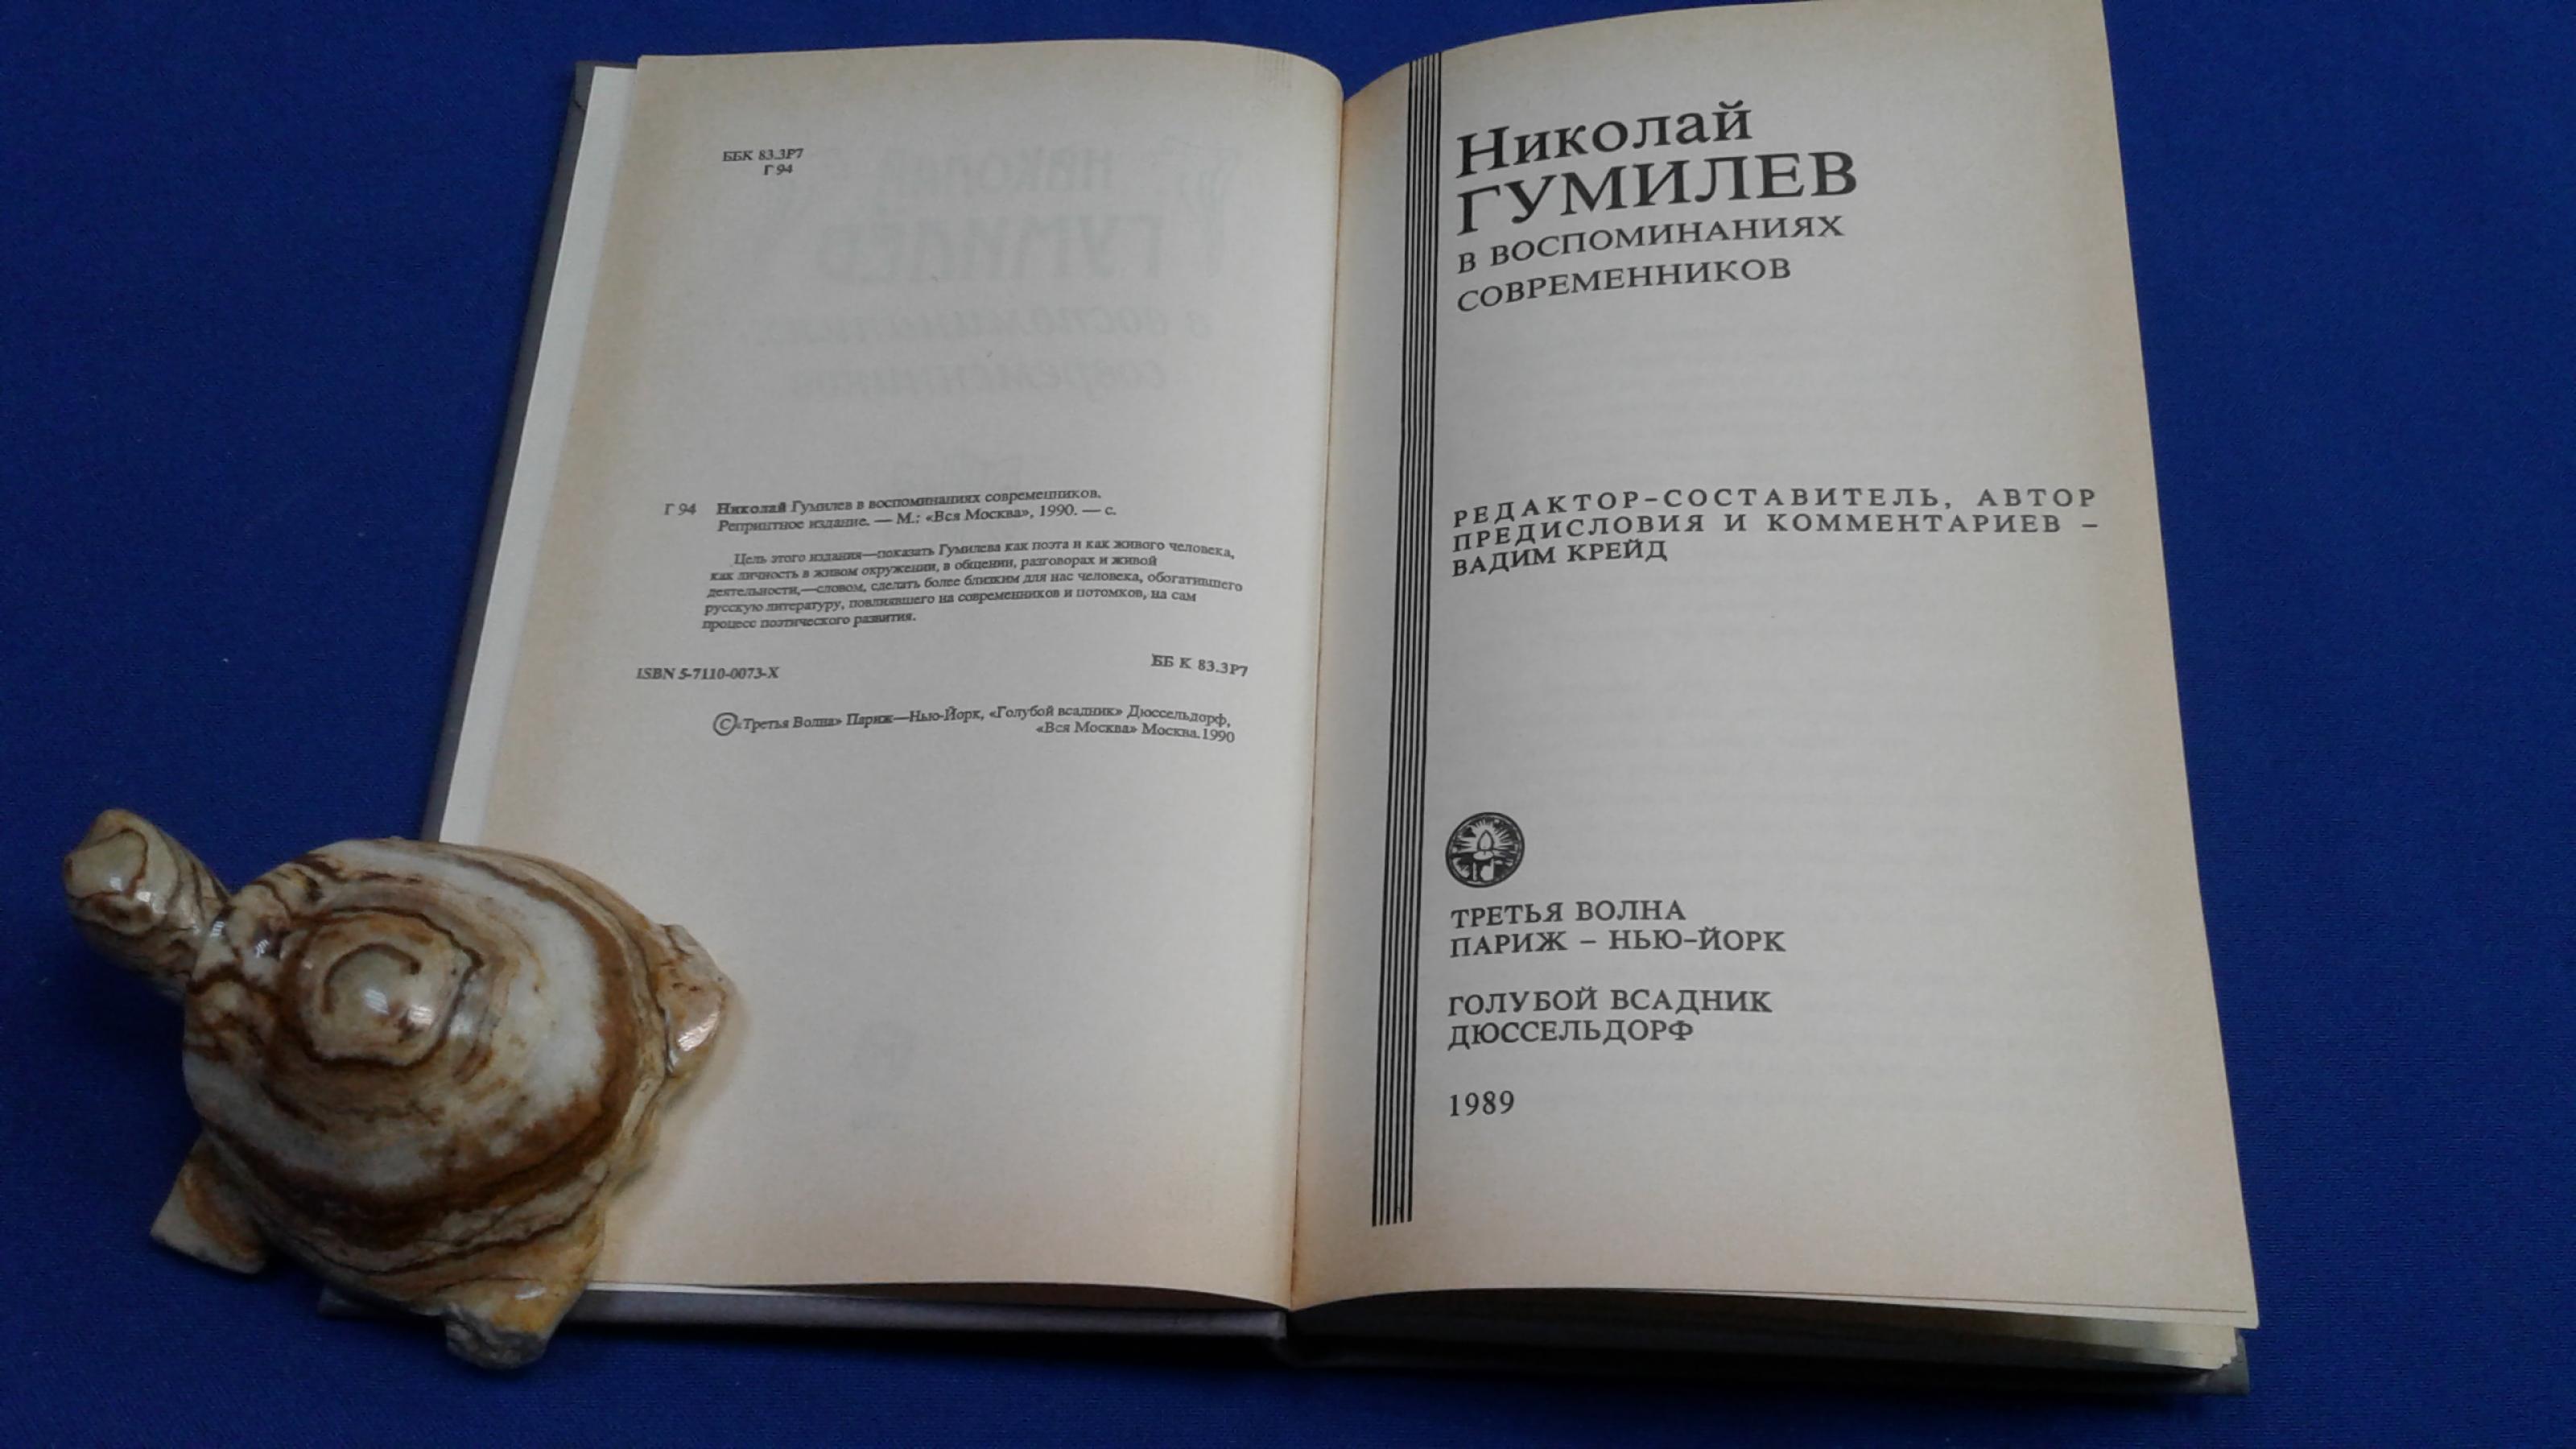 ББК 83.3Р7
Г 94
Г 94 Николай Гумилев в воспоминаниях современников.
Репринтное издание. — М.: «Вся Москва», 1990. — с.
Цель этого издания—показать Гумилева как поэта и как живого человека,
как личность в живом окружении, в общении, разговорах и живой
деятельности,—словом, сделать более близким для нас человека, обогатившего
русскую литературу, повлиявшего на современников и потомков, на сам
процесс поэтического развития.
ISBN 5-7110-0073-X
ББ К 83.3Р7
©«Третья Волна» Париж—Нью-Йорк, «Голубой всадник» Дюссельдорф,
«Вся Москва» Москва.1990
Николай
ГУМИЛЕВ
В ВОСПОМИНАНИЯХ
СОВРЕМЕННИКОВ
РЕДАКТОР-СОСТАВИТЕЛЬ, АВТОР
ПРЕДИСЛОВИЯ И КОММЕНТАРИЕВ –
ВАДИМ КРЕЙД
ТРЕТЬЯ ВОЛНА
ПАРИЖ – НЬЮ-ЙОРК
ГОЛУБОЙ ВСАДНИК
ДЮССЕЛЬДОРФ
1989